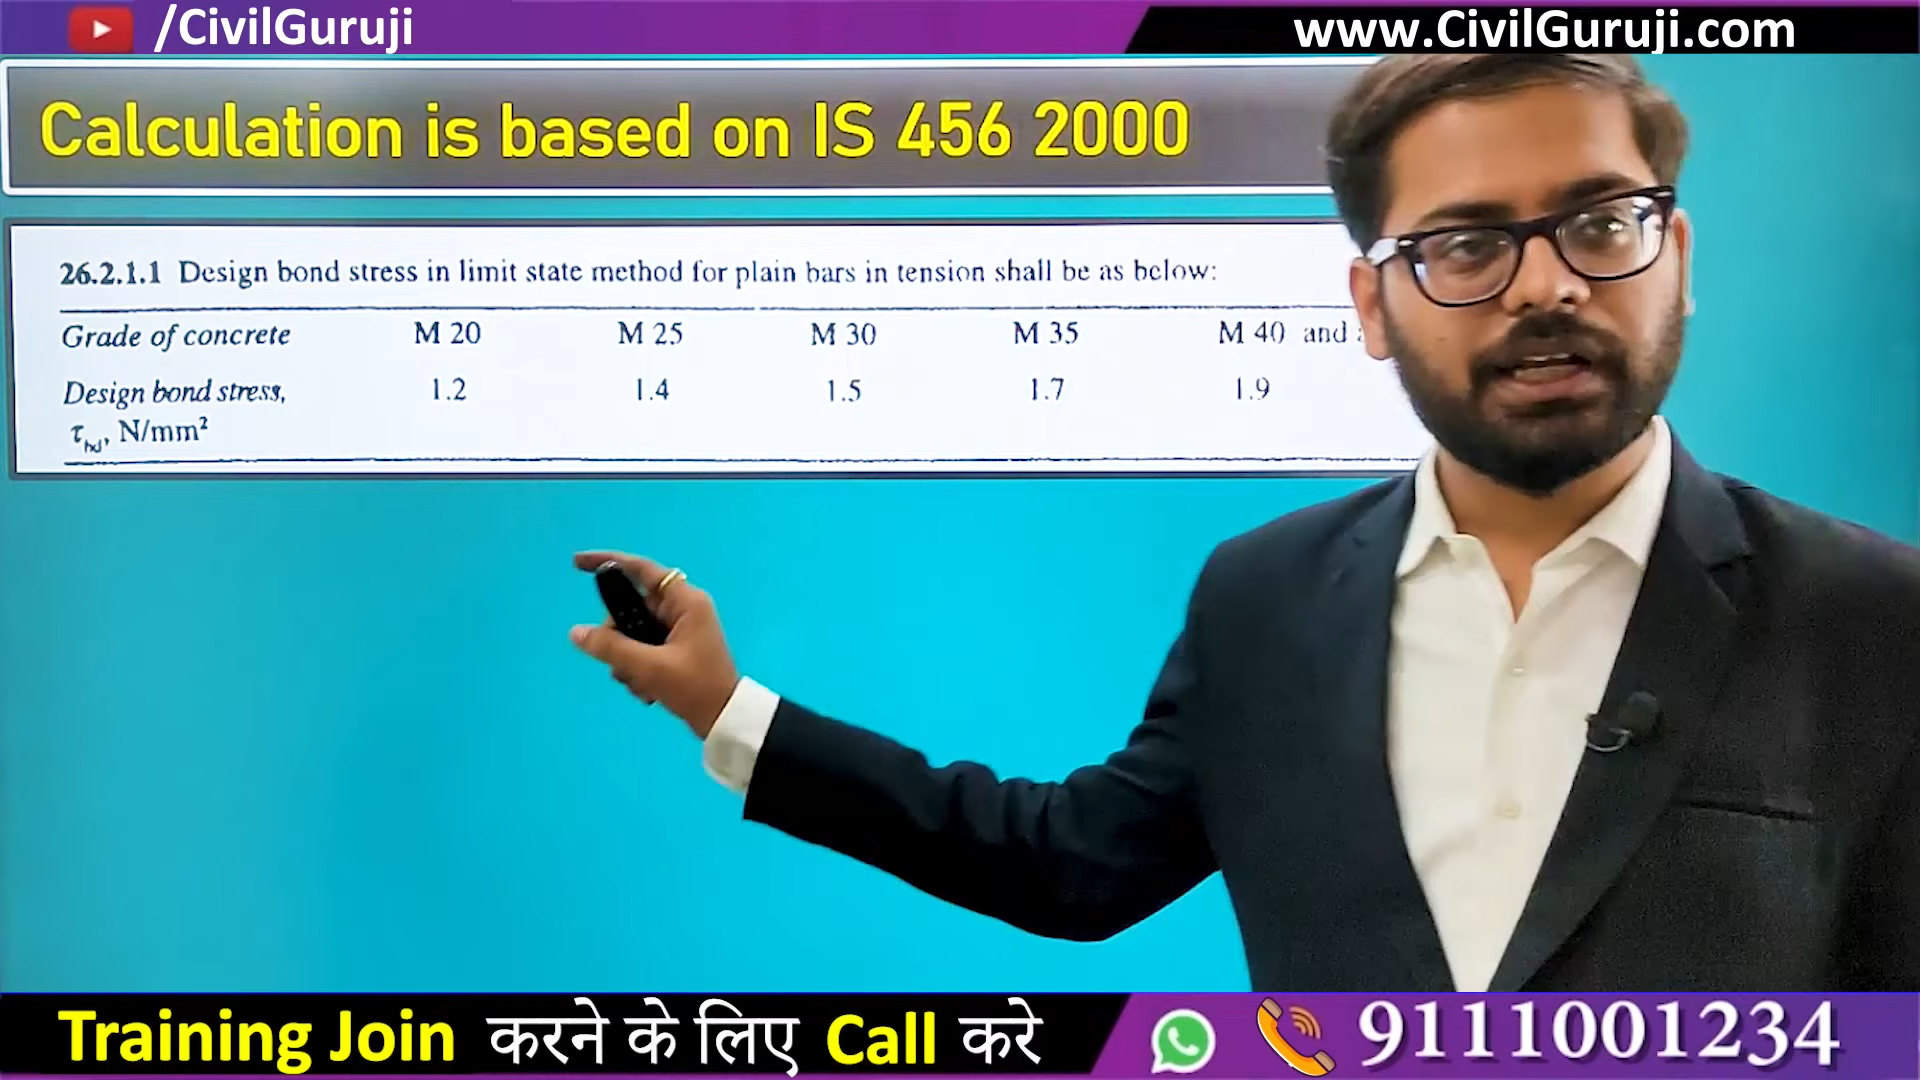 /CivilGuruji
www.CivilGuruji.com
Calculation is based on IS 456 2000
26.2.1.1 Design bond stress in limit state method for plain bars in tension shall be as below:
Grade of concrete M 20 M 25 M 30 M 35 M 40 and
Design bond stress, 1.2 1.4 1.5 1.7 1.9
τbd, N/mm²
Training Join करने के लिए Call करे
9111001234